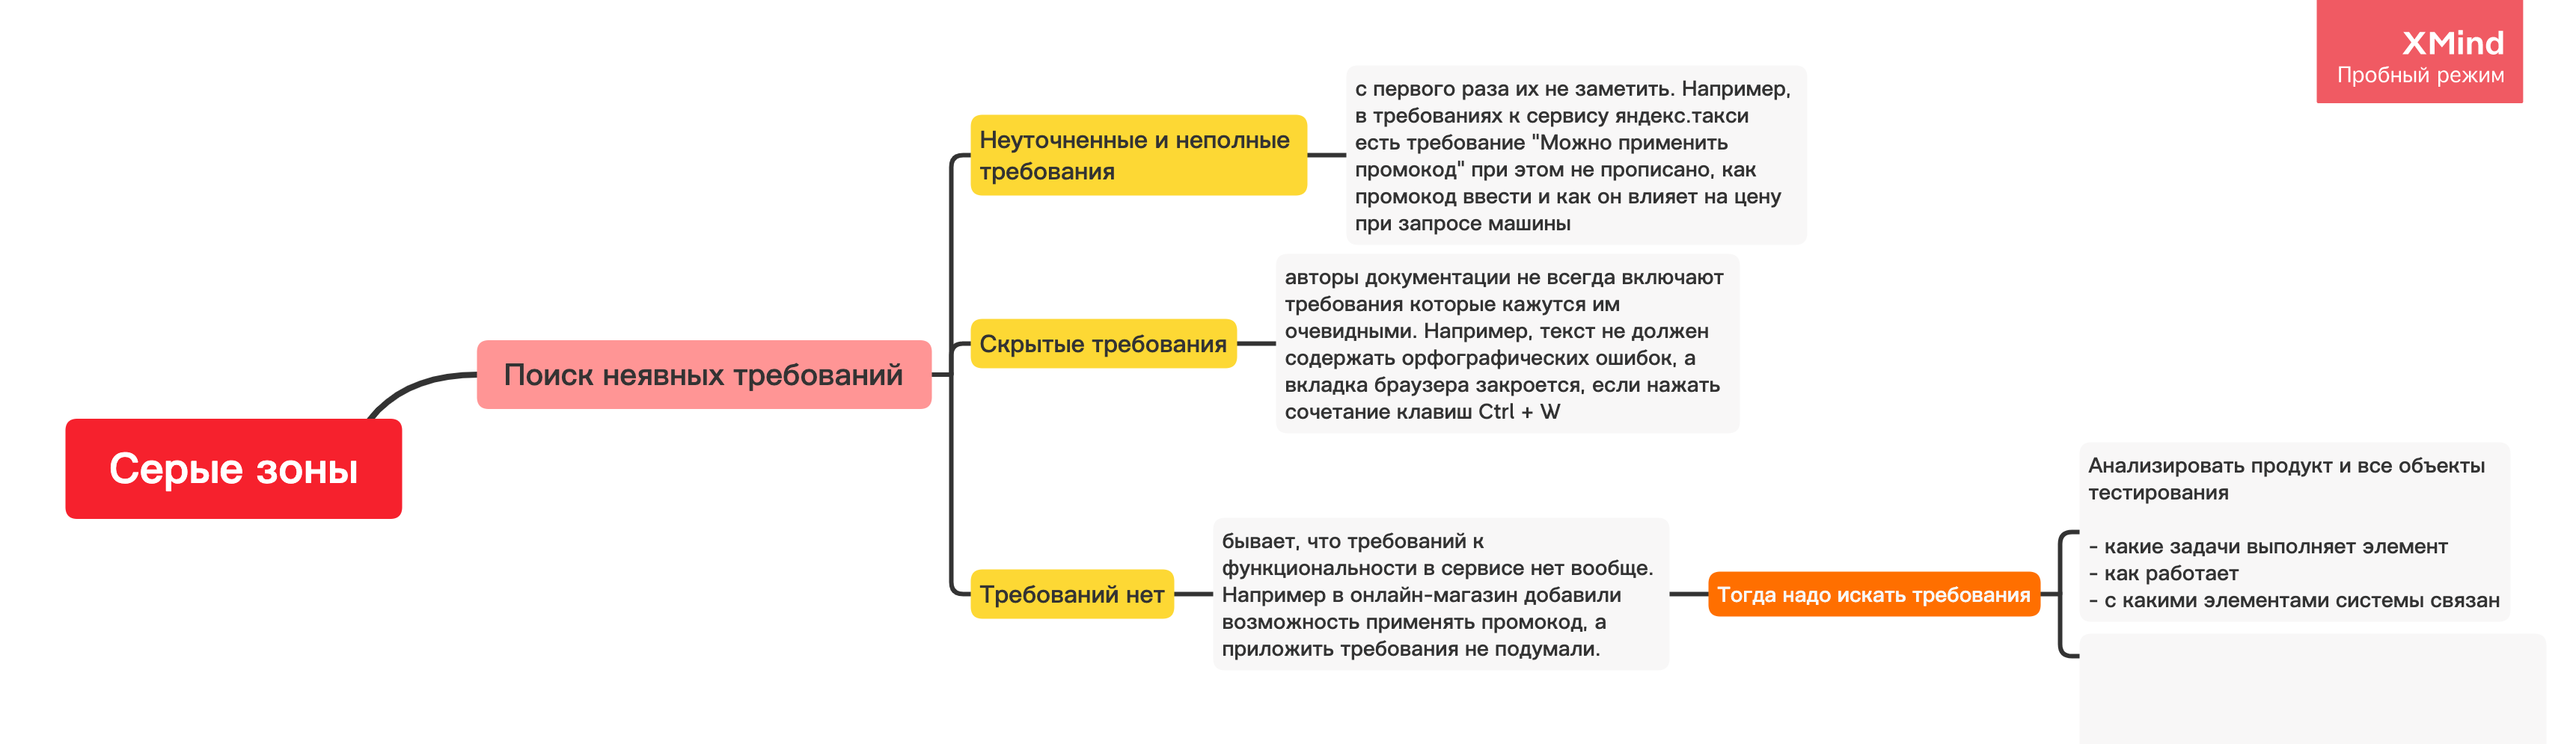 XMind
Пробный режим
Серые зоны
Поиск неявных требований
Неуточненные и неполные
требования
с первого раза их не заметить. Например,
в требованиях к сервису яндекс.такси
есть требование "Можно применить
промокод" при этом не прописано, как
промокод ввести и как он влияет на цену
при запросе машины
Скрытые требования
авторы документации не всегда включают
требования которые кажутся им
очевидными. Например, текст не должен
содержать орфографических ошибок, а
вкладка браузера закроется, если нажать
сочетание клавиш Ctrl + W
Требований нет
бывает, что требований к
функциональности в сервисе нет вообще.
Например в онлайн-магазин добавили
возможность применять промокод, а
приложить требования не подумали.
Тогда надо искать требования
Анализировать продукт и все объекты
тестирования
- какие задачи выполняет элемент
- как работает
- с какими элементами системы связан